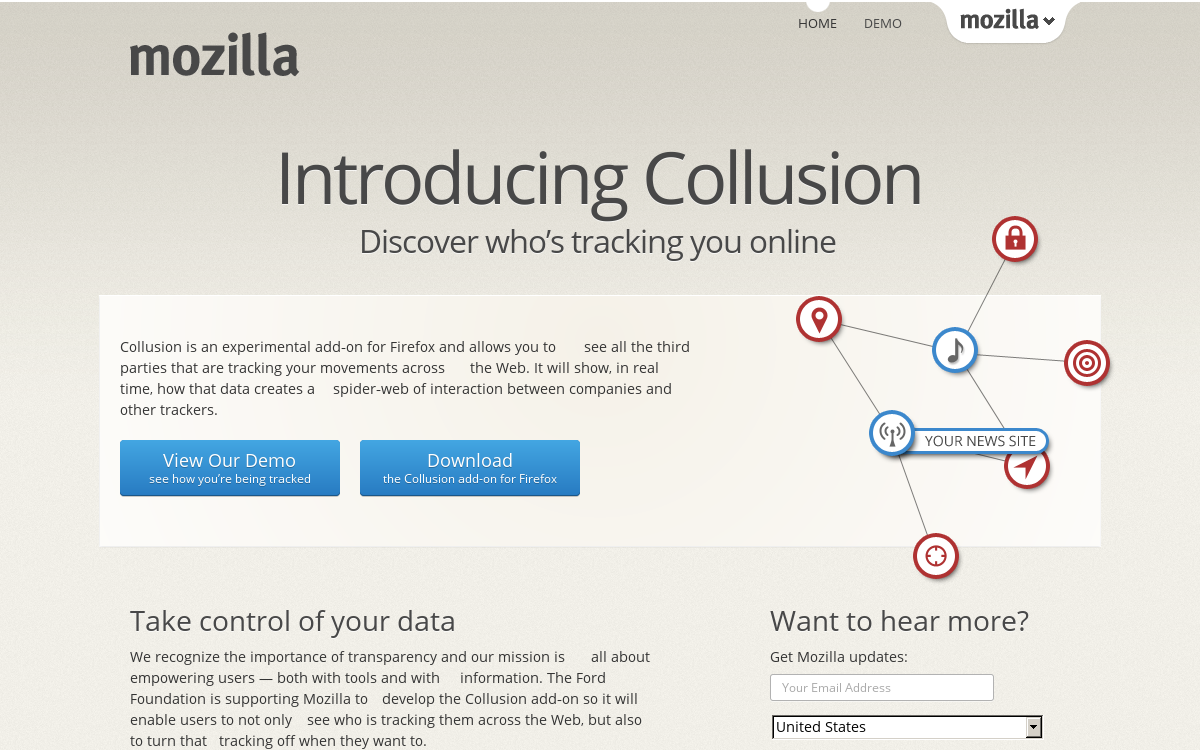 HOME DEMO mozilla
mozilla
Introducing Collusion
Discover who's tracking you online
Collusion is an experimental add-on for Firefox and allows you to see all the third
parties that are tracking your movements across the Web. It will show, in real
time, how that data creates a spider-web of interaction between companies and
other trackers.
YOUR NEWS SITE
View Our Demo
see how you're being tracked
Download
the Collusion add-on for Firefox
Take control of your data
We recognize the importance of transparency and our mission is all about
empowering users — both with tools and with information. The Ford
Foundation is supporting Mozilla to develop the Collusion add-on so it will
enable users to not only see who is tracking them across the Web, but also
to turn that tracking off when they want to.
Want to hear more?
Get Mozilla updates:
Your Email Address
United States